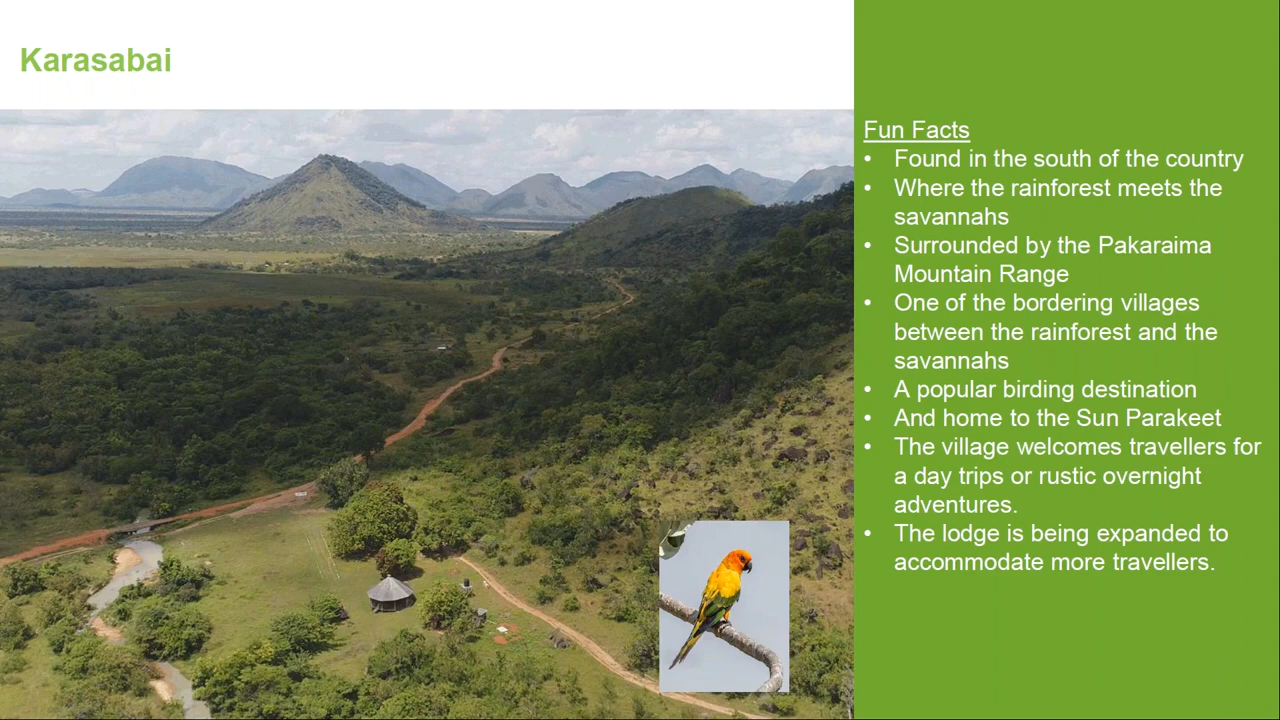 Karasabai
Fun Facts
• Found in the south of the country
• Where the rainforest meets the
savannahs
• Surrounded by the Pakaraima
Mountain Range
• One of the bordering villages
between the rainforest and the
savannahs
• A popular birding destination
• And home to the Sun Parakeet
• The village welcomes travellers for
a day trips or rustic overnight
adventures.
• The lodge is being expanded to
accommodate more travellers.